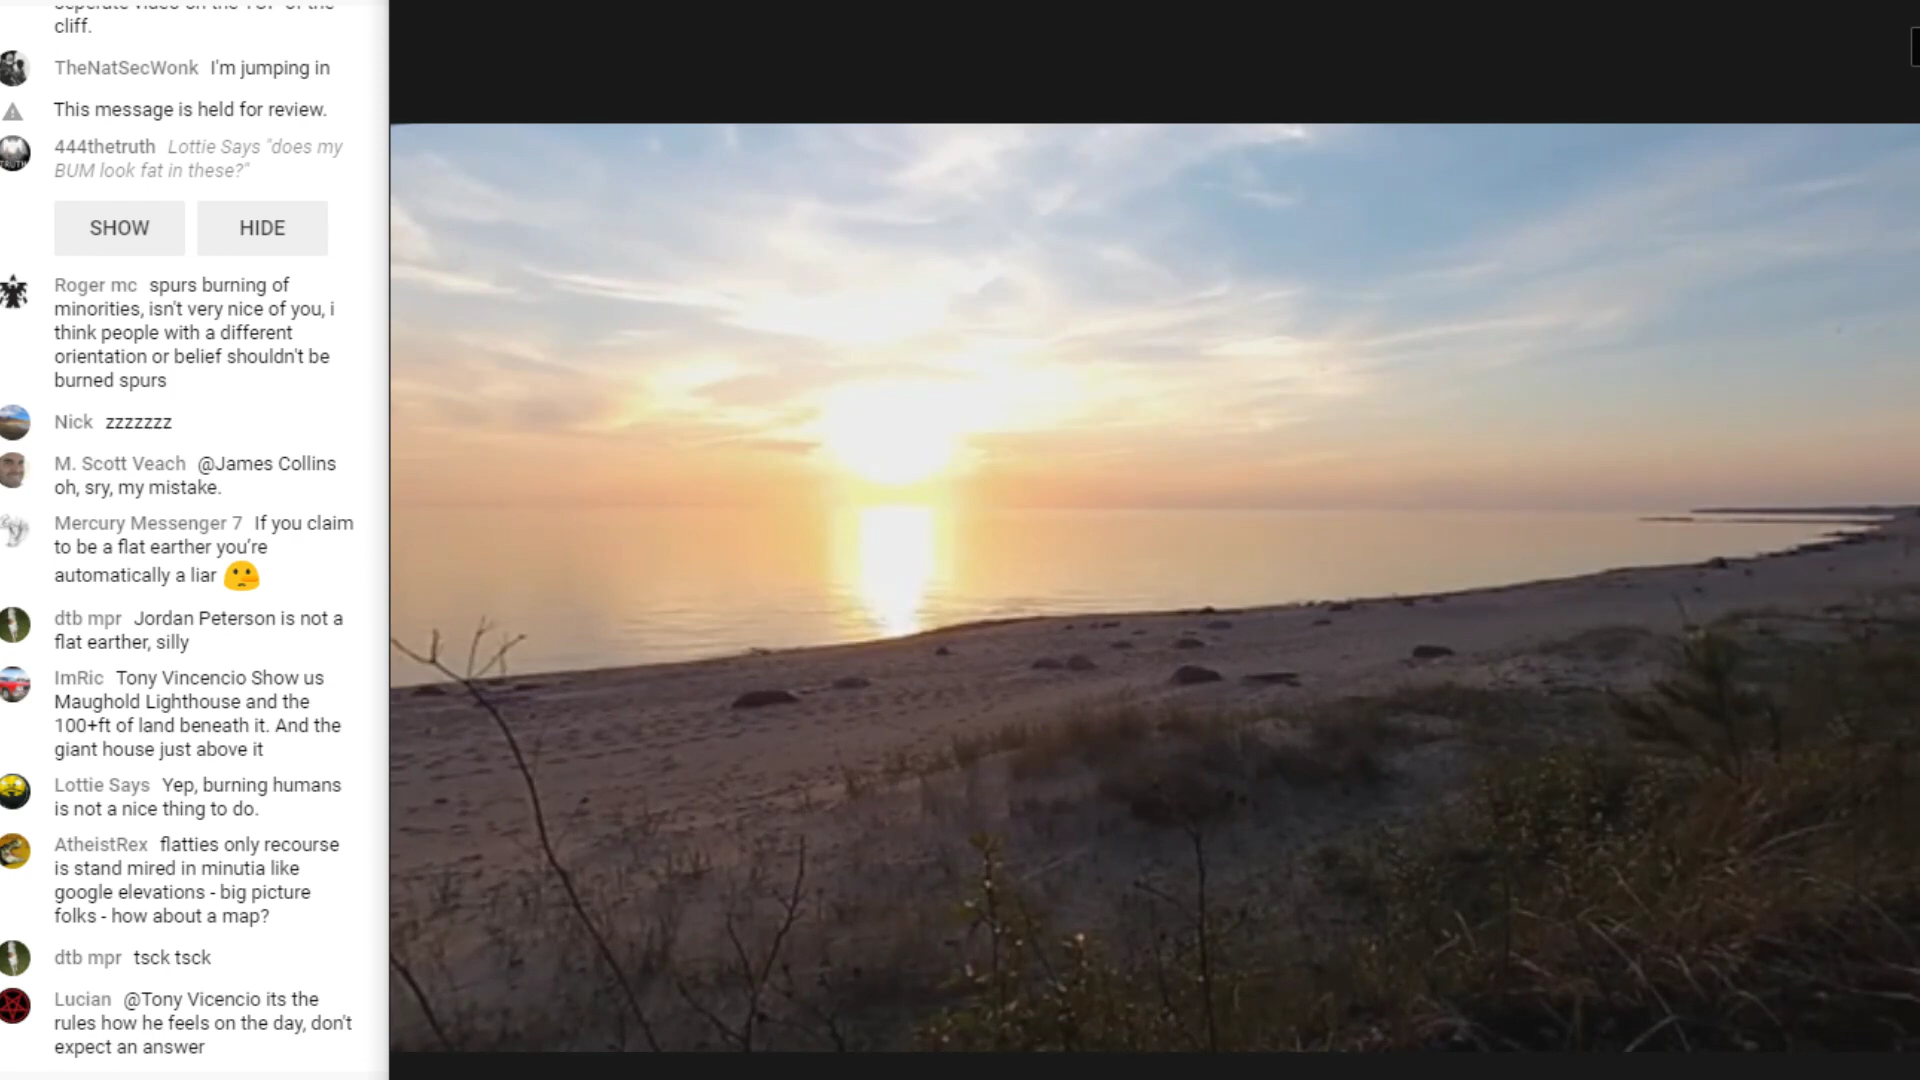 seperate video on the TOP of the
cliff.
TheNatSecWonk I'm jumping in
This message is held for review.
444thetruth Lottie Says "does my
BUM look fat in these?"
SHOW HIDE
Roger mc spurs burning of
minorities, isn't very nice of you, i
think people with a different
orientation or belief shouldn't be
burned spurs
Nick zzzzzzz
M. Scott Veach @James Collins
oh, sry, my mistake.
Mercury Messenger 7 If you claim
to be a flat earther you're
automatically a liar
dtb mpr Jordan Peterson is not a
flat earther, silly
ImRic Tony Vincencio Show us
Maughold Lighthouse and the
100+ft of land beneath it. And the
giant house just above it
Lottie Says Yep, burning humans
is not a nice thing to do.
AtheistRex flatties only recourse
is stand mired in minutia like
google elevations - big picture
folks - how about a map?
dtb mpr tsck tsck
Lucian @Tony Vicencio its the
rules how he feels on the day, don't
expect an answer